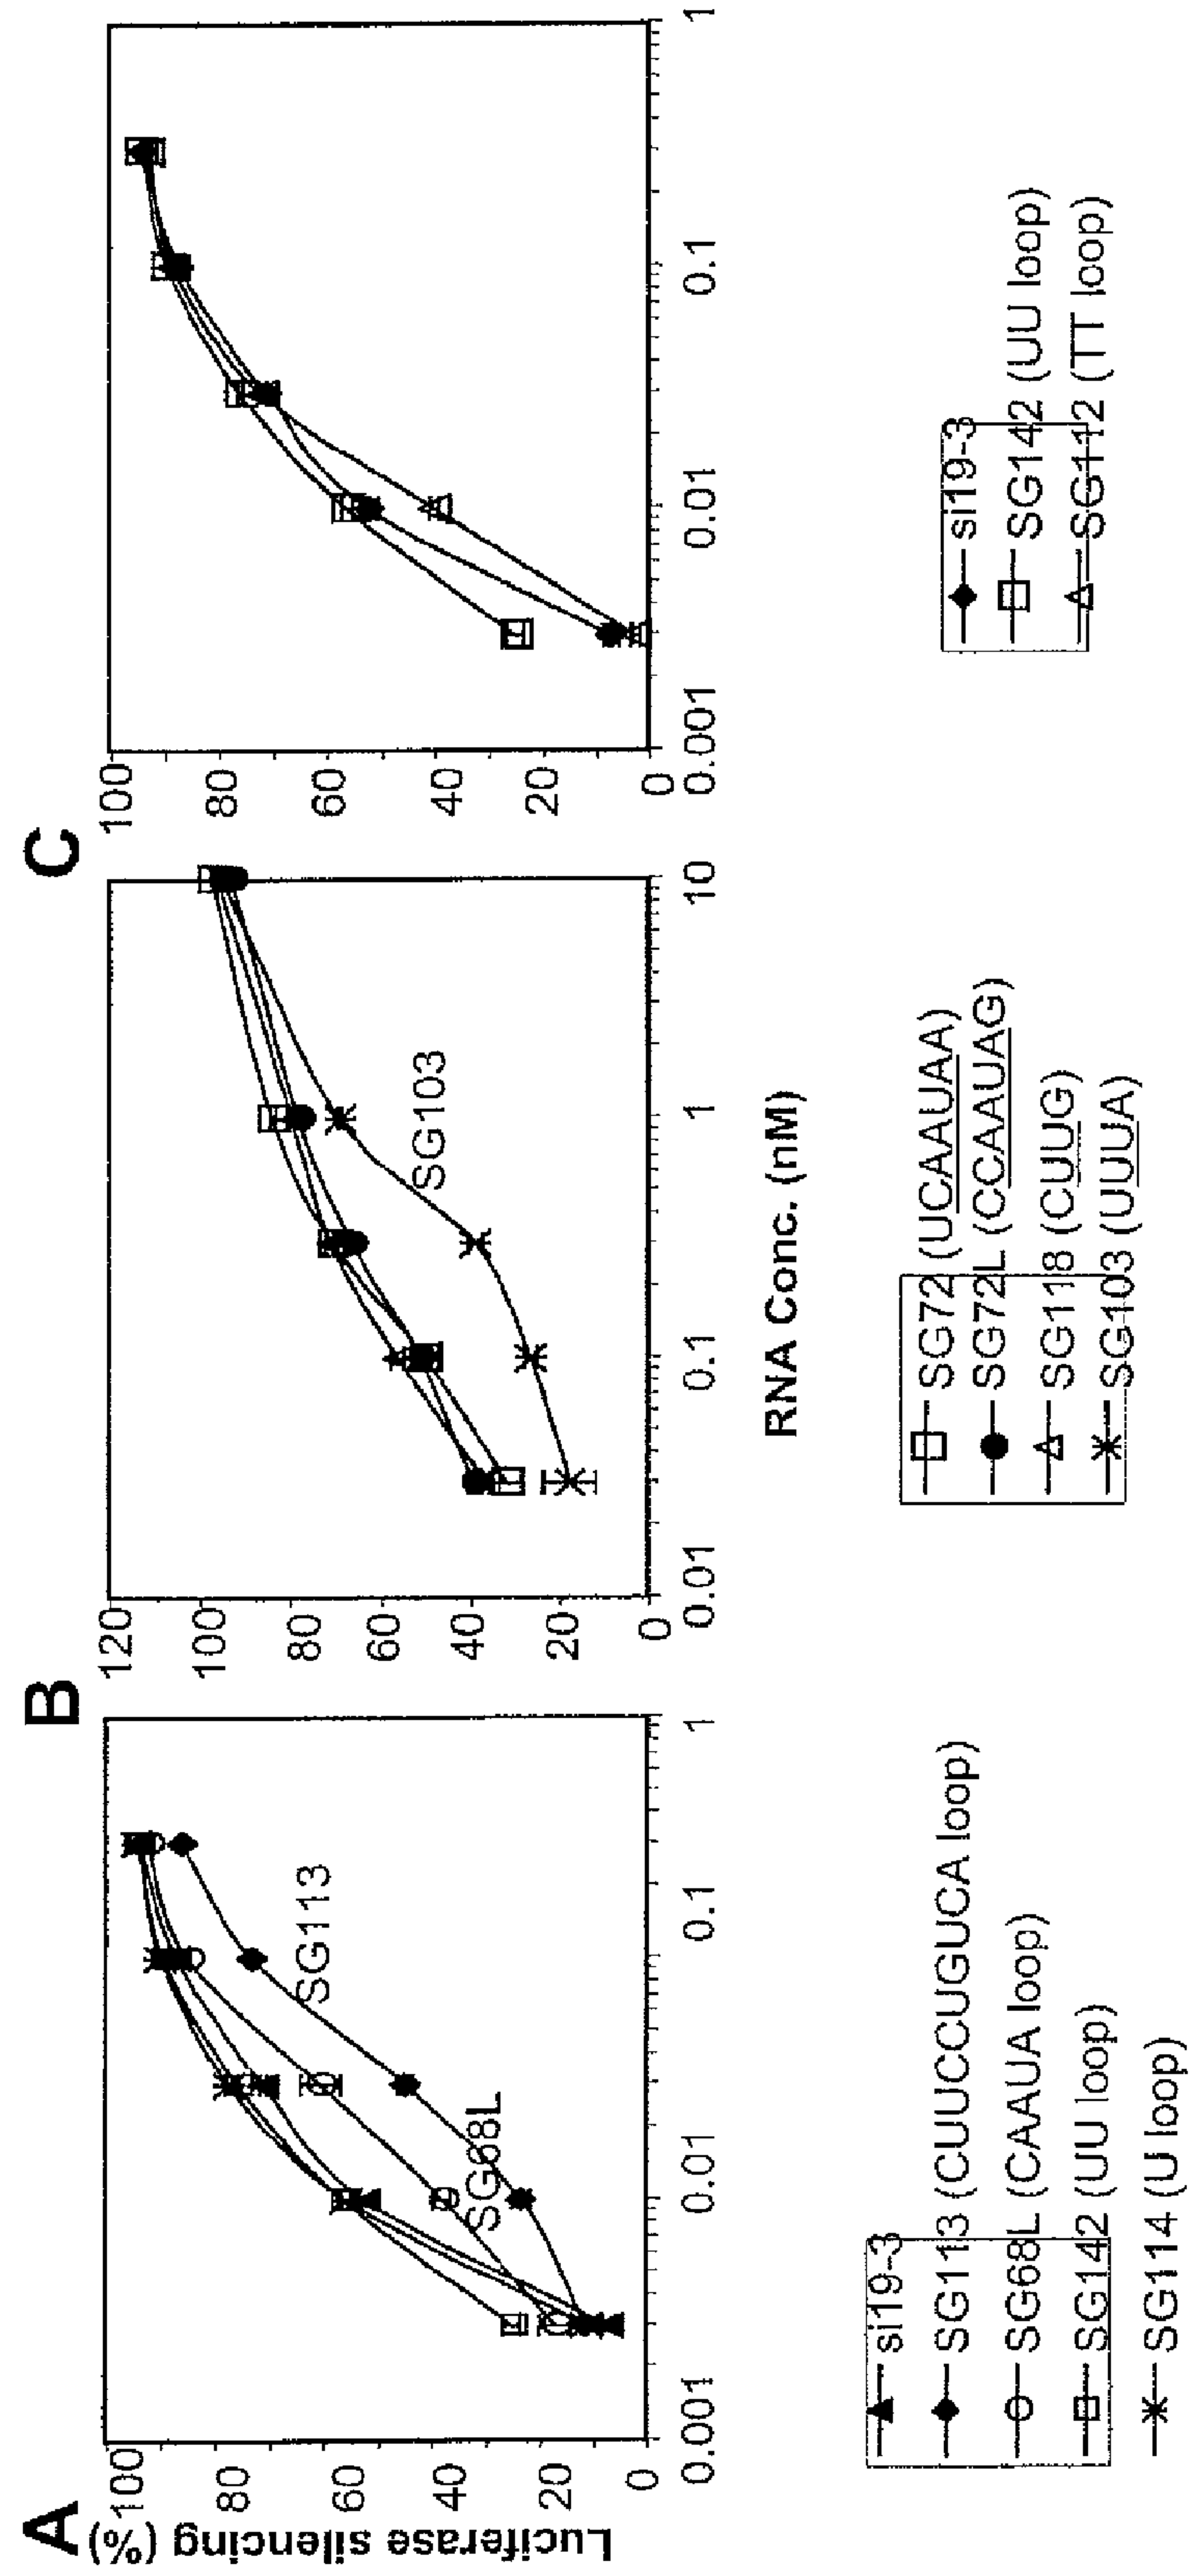 A
Luciferase silencing (%)
100
80
60
40
20
0
0.001
0.01
0.1
1
SG113
SG68L
si19-3
SG113 (CUUCCUGUCA loop)
SG68L (CAAUA loop)
SG142 (UU loop)
SG114 (U loop)
B
120
100
80
60
40
20
0
0.01
0.1
1
10
SG103
RNA Conc. (nM)
SG72 (UCAAUAA)
SG72L (CCAAUAG)
SG118 (CUUG)
SG103 (UUUA)
C
100
80
60
40
20
0
0.001
0.01
0.1
1
si19-3
SG142 (UU loop)
SG112 (TT loop)